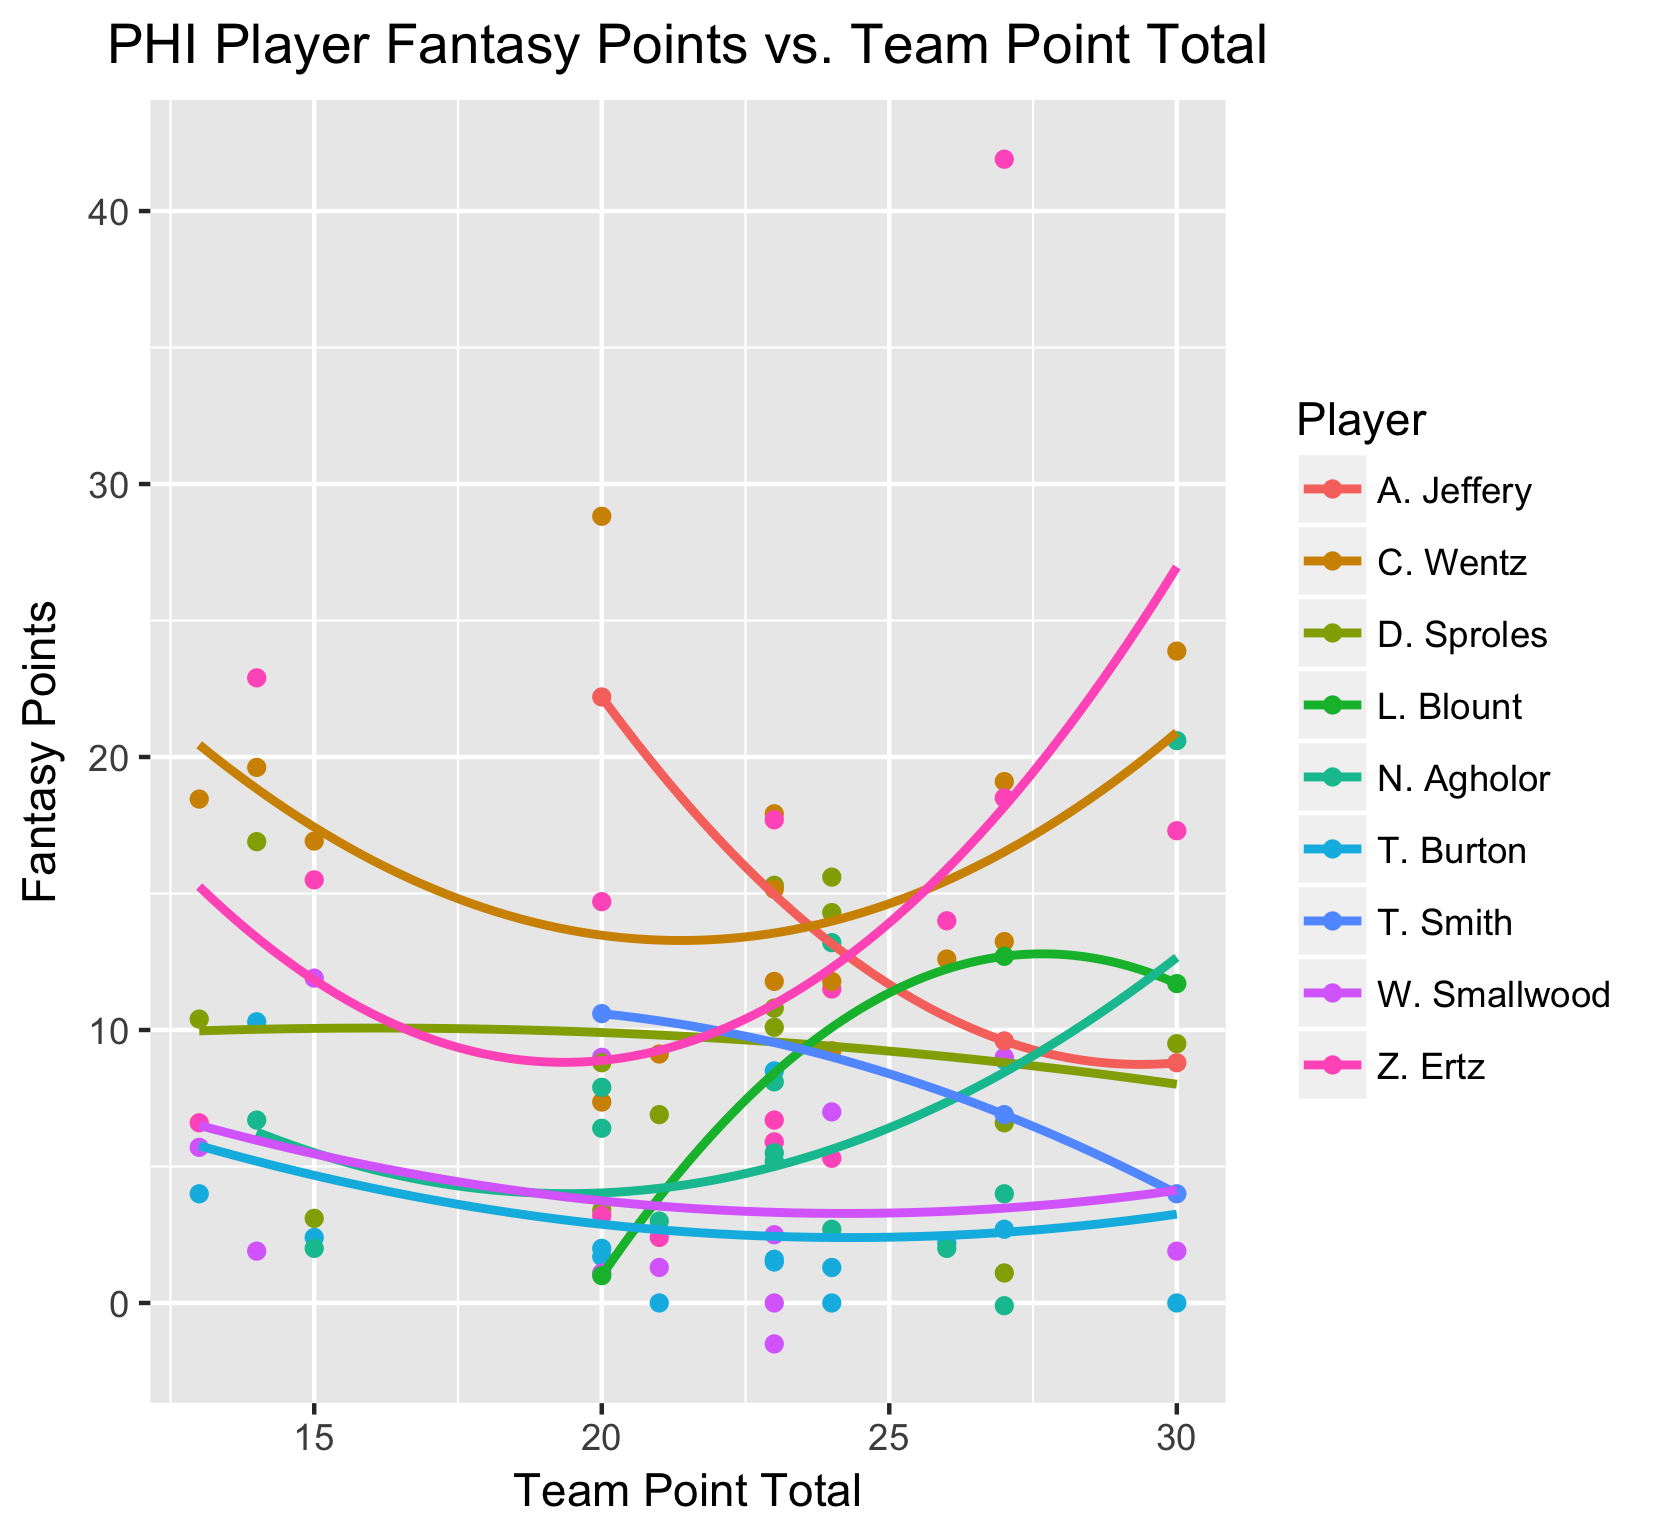 PHI Player Fantasy Points vs. Team Point Total
40
30
20
10
0
Fantasy Points
15 20 25 30
Team Point Total
Player
A. Jeffery
C. Wentz
D. Sproles
L. Blount
N. Agholor
T. Burton
T. Smith
W. Smallwood
Z. Ertz